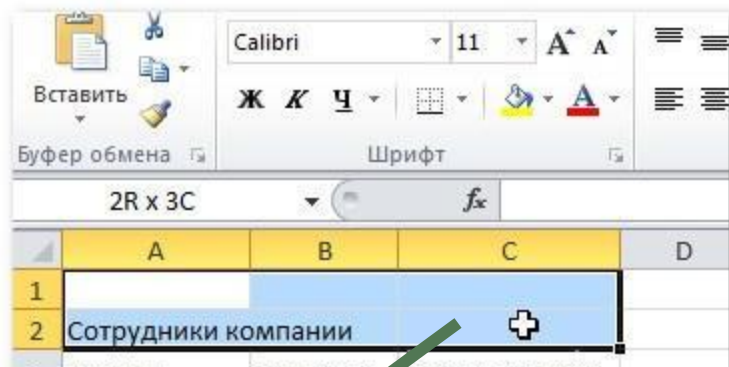 Calibri 11 A A
Вставить Ж К Ч A
Буфер обмена Шрифт
2R x 3C fx
A B C D
1
2 Сотрудники компании